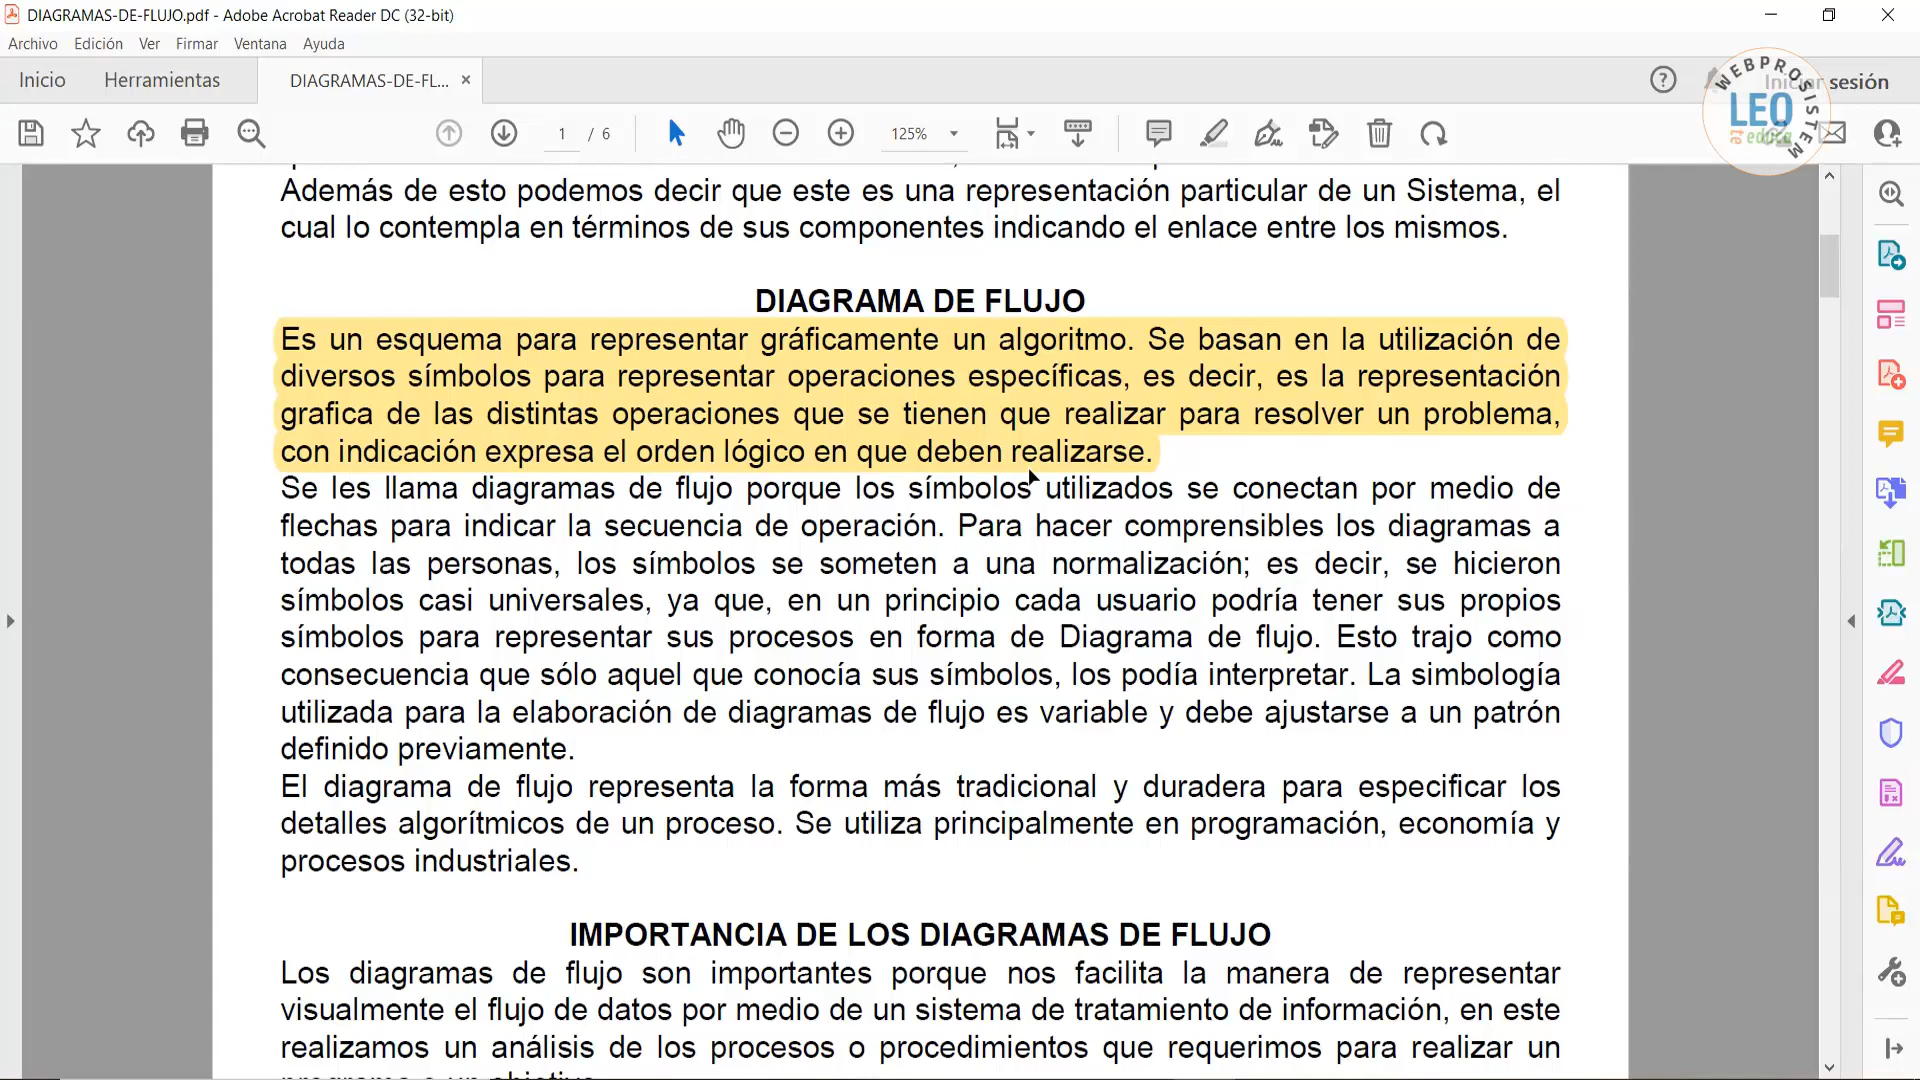 DIAGRAMAS-DE-FLUJO.pdf - Adobe Acrobat Reader DC (32-bit)
Archivo Edición Ver Firmar Ventana Ayuda
Inicio Herramientas DIAGRAMAS-DE-FL... × Iniciar sesión
WEBPROSISTEM
LEO
te educa
1 / 6 125%
Además de esto podemos decir que este es una representación particular de un Sistema, el
cual lo contempla en términos de sus componentes indicando el enlace entre los mismos.
DIAGRAMA DE FLUJO
Es un esquema para representar gráficamente un algoritmo. Se basan en la utilización de
diversos símbolos para representar operaciones específicas, es decir, es la representación
grafica de las distintas operaciones que se tienen que realizar para resolver un problema,
con indicación expresa el orden lógico en que deben realizarse.
Se les llama diagramas de flujo porque los símbolos utilizados se conectan por medio de
flechas para indicar la secuencia de operación. Para hacer comprensibles los diagramas a
todas las personas, los símbolos se someten a una normalización; es decir, se hicieron
símbolos casi universales, ya que, en un principio cada usuario podría tener sus propios
símbolos para representar sus procesos en forma de Diagrama de flujo. Esto trajo como
consecuencia que sólo aquel que conocía sus símbolos, los podía interpretar. La simbología
utilizada para la elaboración de diagramas de flujo es variable y debe ajustarse a un patrón
definido previamente.
El diagrama de flujo representa la forma más tradicional y duradera para especificar los
detalles algorítmicos de un proceso. Se utiliza principalmente en programación, economía y
procesos industriales.
IMPORTANCIA DE LOS DIAGRAMAS DE FLUJO
Los diagramas de flujo son importantes porque nos facilita la manera de representar
visualmente el flujo de datos por medio de un sistema de tratamiento de información, en este
realizamos un análisis de los procesos o procedimientos que requerimos para realizar un